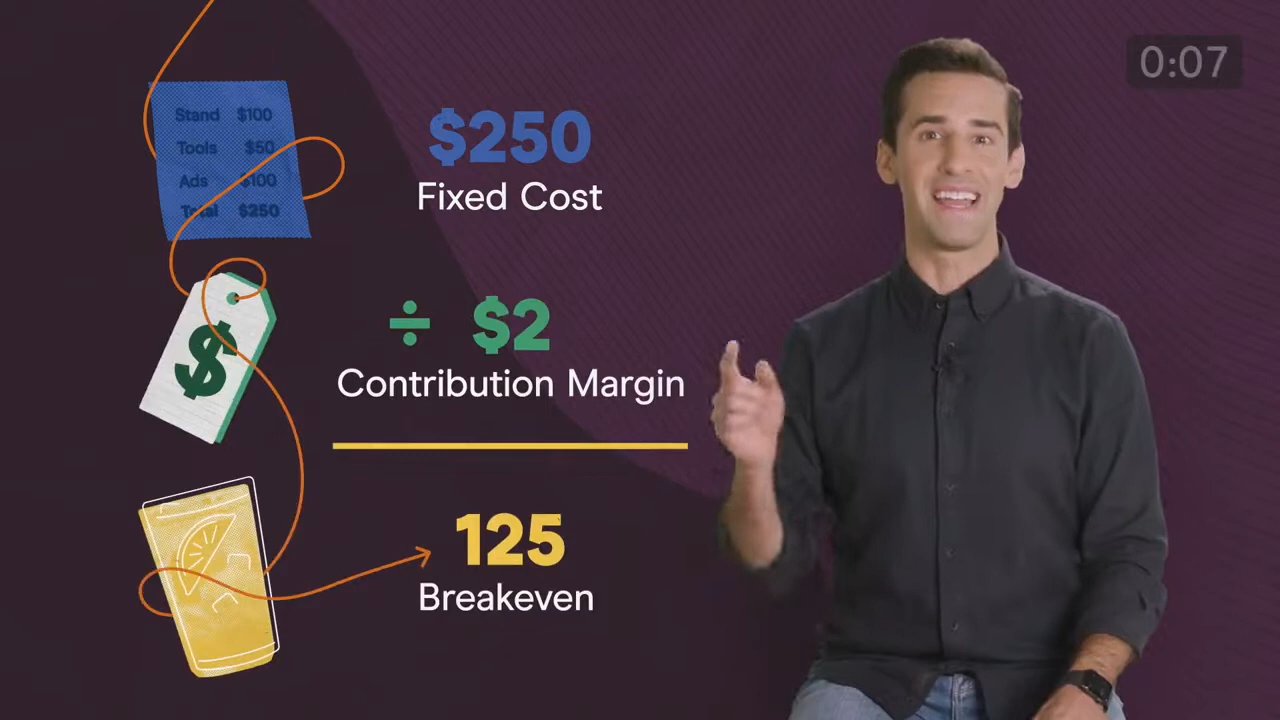 0:07
Stand $100
Tools $50
Ads $100
Total $250
$250
Fixed Cost
$
÷ $2
Contribution Margin
125
Breakeven